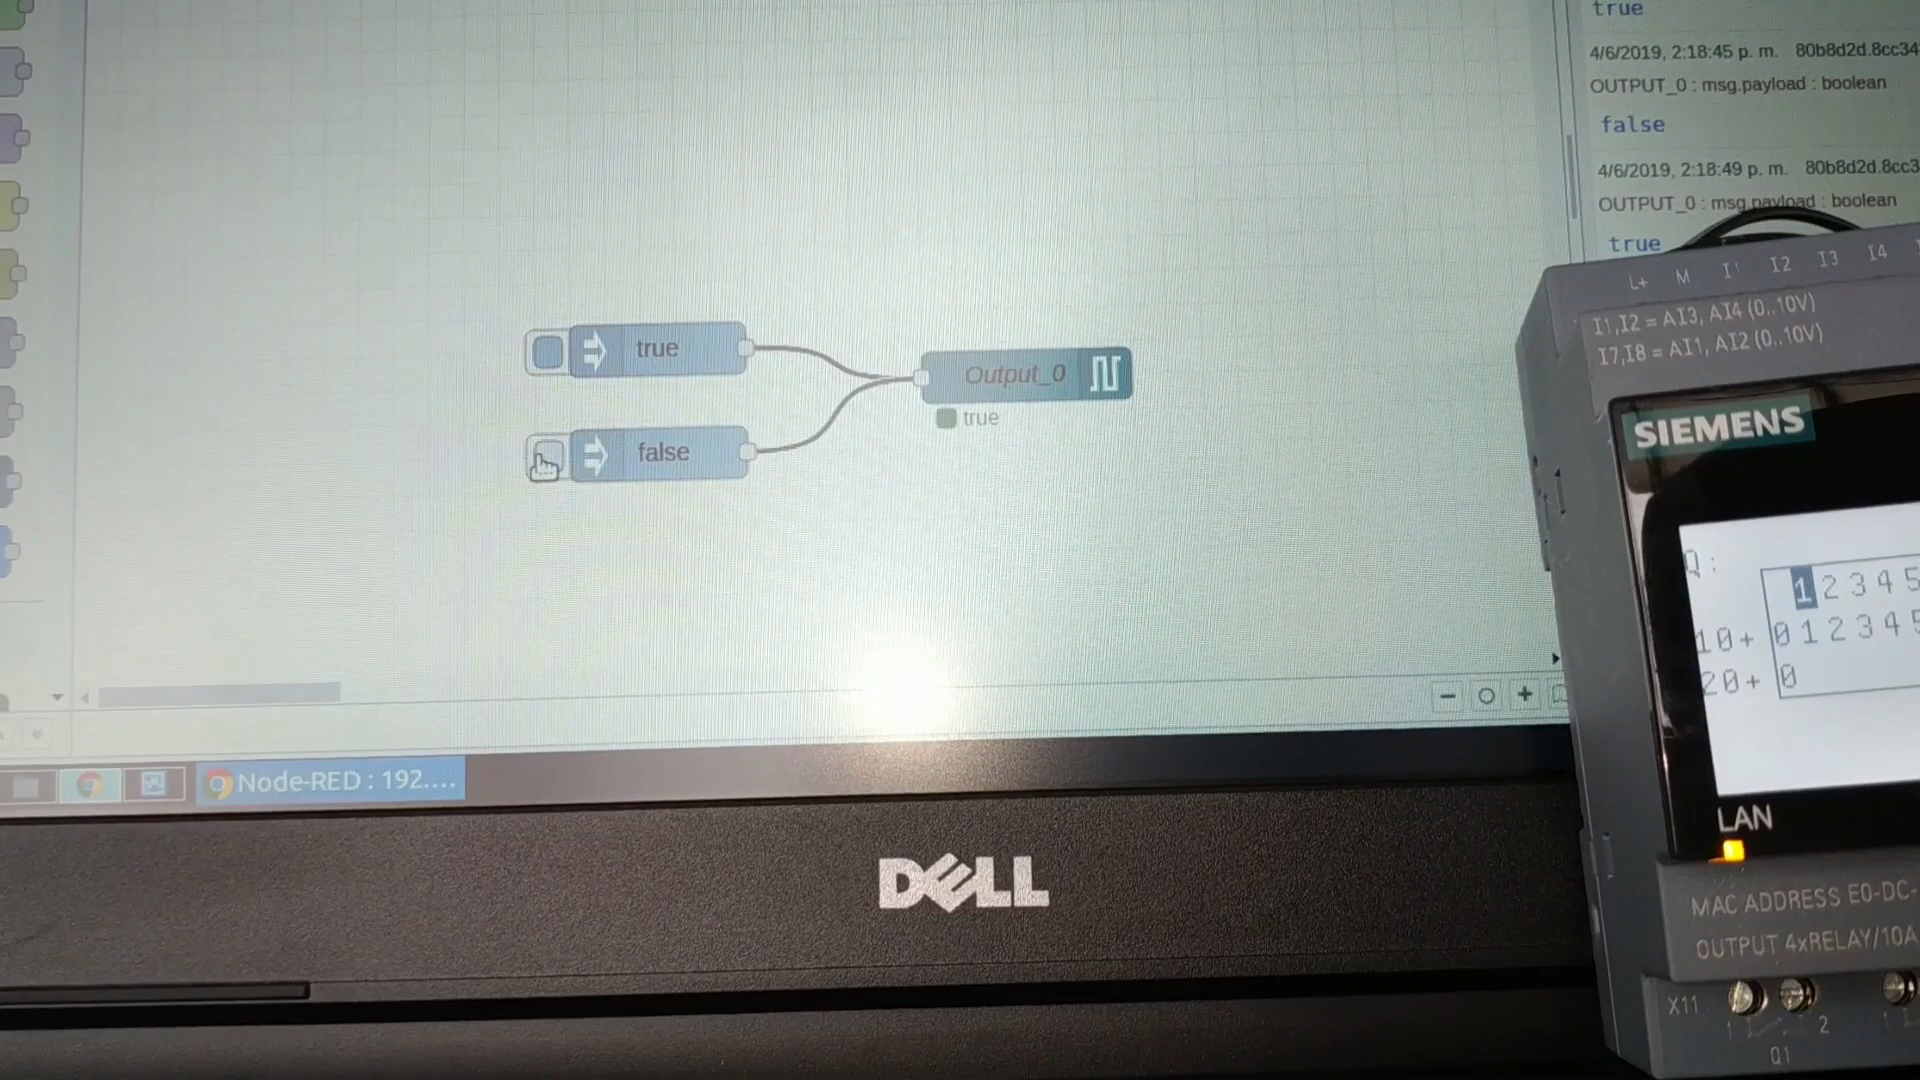 true
4/6/2019, 2:18:45 p. m. 80b8d2d.8cc34
OUTPUT_0 : msg.payload : boolean
false
4/6/2019, 2:18:49 p. m. 80b8d2d.8cc3
OUTPUT_0 : msg.payload : boolean
true
true
false
Output_0
true
L+ M I1 I2 I3 I4
I1,I2 = AI3, AI4 (0..10V)
I7,I8 = AI1, AI2 (0..10V)
SIEMENS
Q:
1 2 3 4 5
10+ 0 1 2 3 4 5
20+ 0
LAN
MAC ADDRESS E0-DC-
OUTPUT 4xRELAY/10A
X11
1 2 1
Q1
Node-RED : 192....
DELL